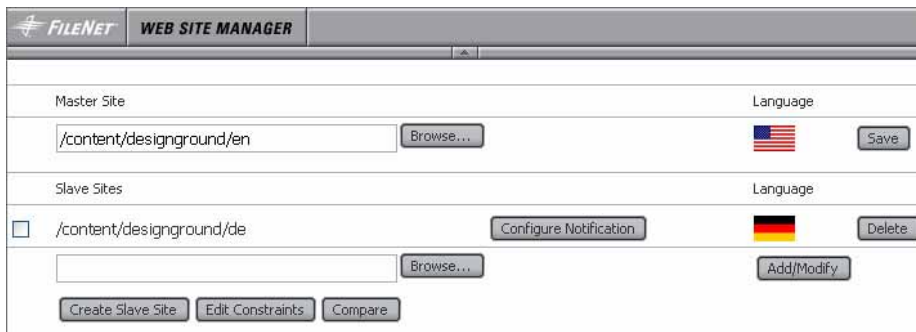 FILENET WEB SITE MANAGER
Master Site Language
/content/designground/en Browse... Save
Slave Sites Language
/content/designground/de Configure Notification Delete
Browse... Add/Modify
Create Slave Site Edit Constraints Compare